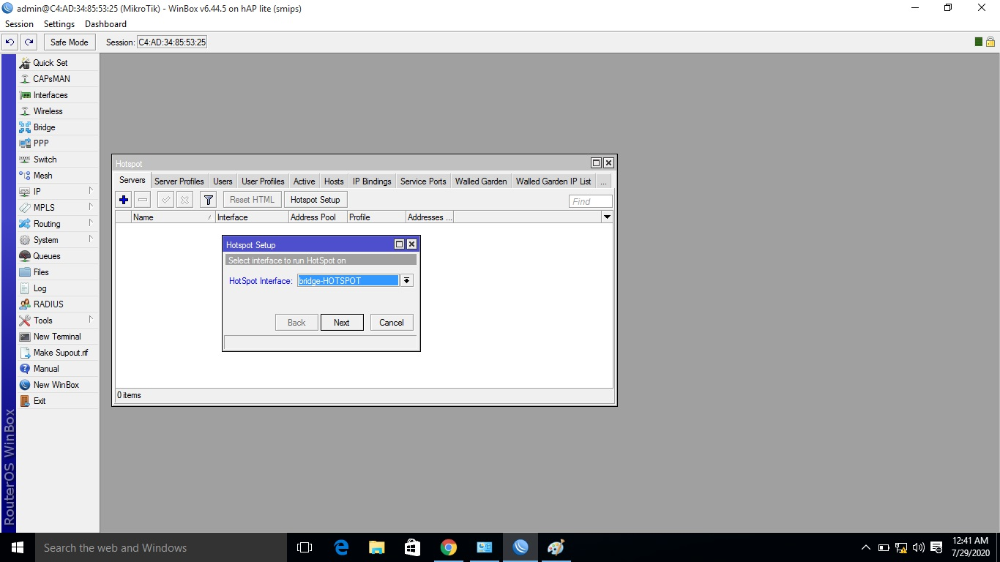 admin@C4:AD:34:85:53:25 (MikroTik) - WinBox v6.44.5 on hAP lite (smips)
Session Settings Dashboard
Safe Mode Session: C4:AD:34:85:53:25
Quick Set
CAPsMAN
Interfaces
Wireless
Bridge
PPP
Switch
Mesh
IP
MPLS
Routing
System
Queues
Files
Log
RADIUS
Tools
New Terminal
Make Supout.rif
Manual
New WinBox
Exit
RouterOS WinBox
Hotspot
Servers Server Profiles Users User Profiles Active Hosts IP Bindings Service Ports Walled Garden Walled Garden IP List ...
Reset HTML Hotspot Setup Find
Name Interface Address Pool Profile Addresses ...
Hotspot Setup
Select interface to run HotSpot on
HotSpot Interface: bridge-HOTSPOT
Back Next Cancel
0 items
Search the web and Windows
12:41 AM
7/29/2020